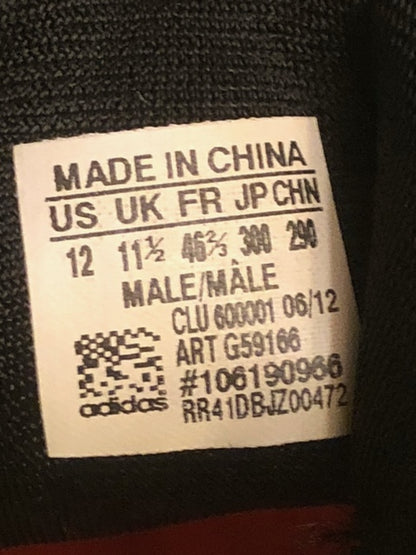 MADE IN CHINA
US UK FR JP CHN
12 11½ 46⅔ 300 290
MALE/MÂLE
CLU 600001 06/12
ART G59166
#106190966
adidas RR41DBJZ00472